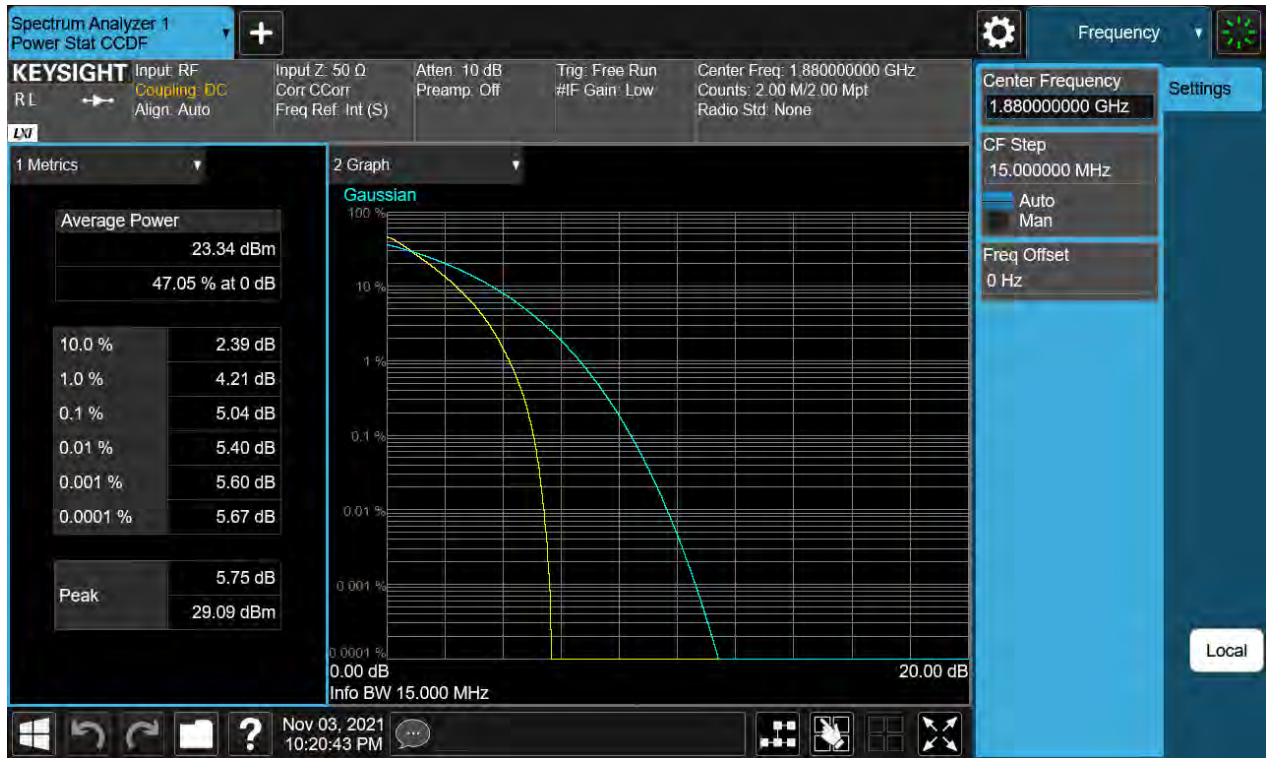 Spectrum Analyzer 1
Power Stat CCDF
+
Frequency
KEYSIGHT
RL
LXI
Input: RF
Coupling: DC
Align: Auto
Input Z: 50 Ω
Corr CCorr
Freq Ref: Int (S)
Atten: 10 dB
Preamp: Off
Trig: Free Run
#IF Gain: Low
Center Freq: 1.880000000 GHz
Counts: 2.00 M/2.00 Mpt
Radio Std: None
Center Frequency
1.880000000 GHz
Settings
CF Step
15.000000 MHz
Auto
Man
Freq Offset
0 Hz
Local
1 Metrics
Average Power
23.34 dBm
47.05 % at 0 dB
10.0 % 2.39 dB
1.0 % 4.21 dB
0.1 % 5.04 dB
0.01 % 5.40 dB
0.001 % 5.60 dB
0.0001 % 5.67 dB
Peak
5.75 dB
29.09 dBm
2 Graph
Gaussian
100 %
10 %
1 %
0.1 %
0.01 %
0.001 %
0.0001 %
0.00 dB 20.00 dB
Info BW 15.000 MHz
?
Nov 03, 2021
10:20:43 PM